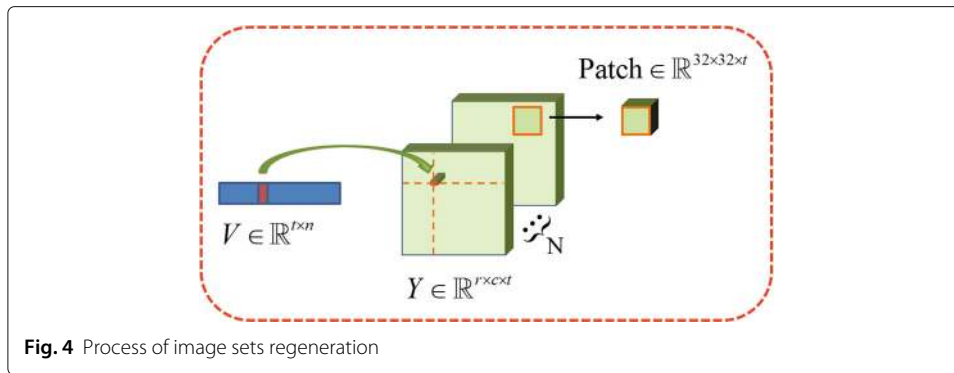 Patch ∈ ℝ^{32×32×t}
V ∈ ℝ^{t×n}
N
Y ∈ ℝ^{r×c×t}
Fig. 4 Process of image sets regeneration